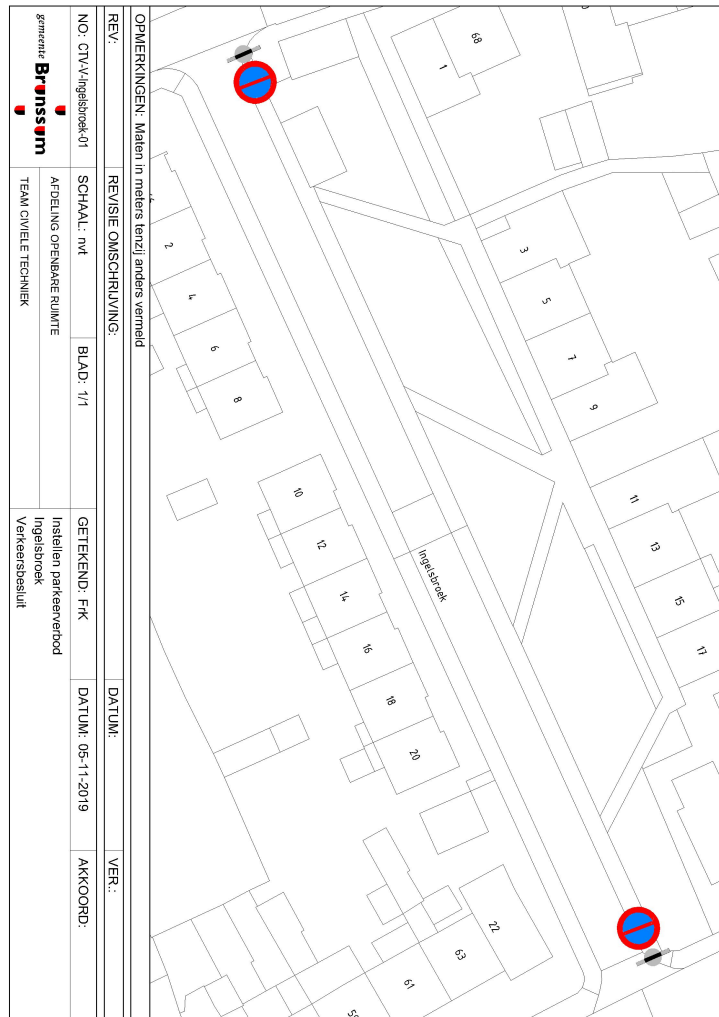 68
1
3
5
7
9
11
13
15
17
Ingelsbroek
2
4
6
8
10
12
14
16
18
20
22
63
61
OPMERKINGEN: Maten in meters tenzij anders vermeld
REV: REVISIE OMSCHRIJVING: DATUM: VER.:
NO: CTV-V-Ingelsbroek-01 SCHAAL: nvt BLAD: 1/1 GETEKEND: FrK DATUM: 05-11-2019 AKKOORD:
gemeente Brunssum
AFDELING OPENBARE RUIMTE
TEAM CIVIELE TECHNIEK
Instellen parkeerverbod
Ingelsbroek
Verkeersbesluit